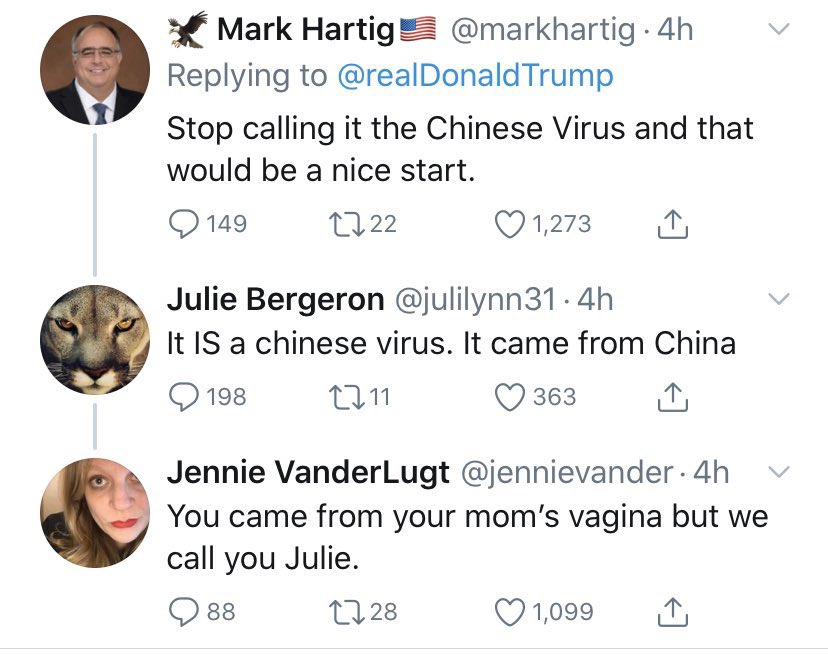 Mark Hartig🇺🇸 @markhartig · 4h
Replying to @realDonaldTrump
Stop calling it the Chinese Virus and that
would be a nice start.
149 22 1,273
Julie Bergeron @julilynn31 · 4h
It IS a chinese virus. It came from China
198 11 363
Jennie VanderLugt @jennievander · 4h
You came from your mom’s vagina but we
call you Julie.
88 28 1,099